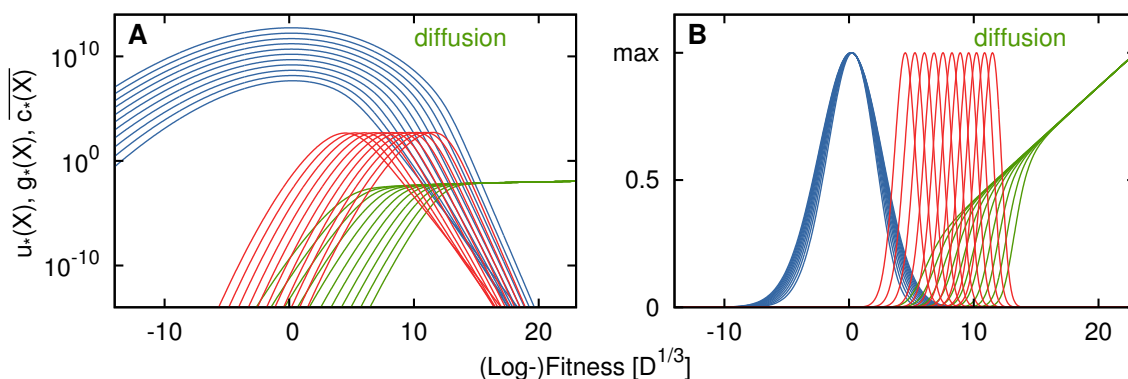 A
diffusion
B
diffusion
u*(X), g*(X), c*(X)
10^10
10^0
10^-10
max
0.5
0
-10
0
10
20
-10
0
10
20
(Log-)Fitness [D^1/3]